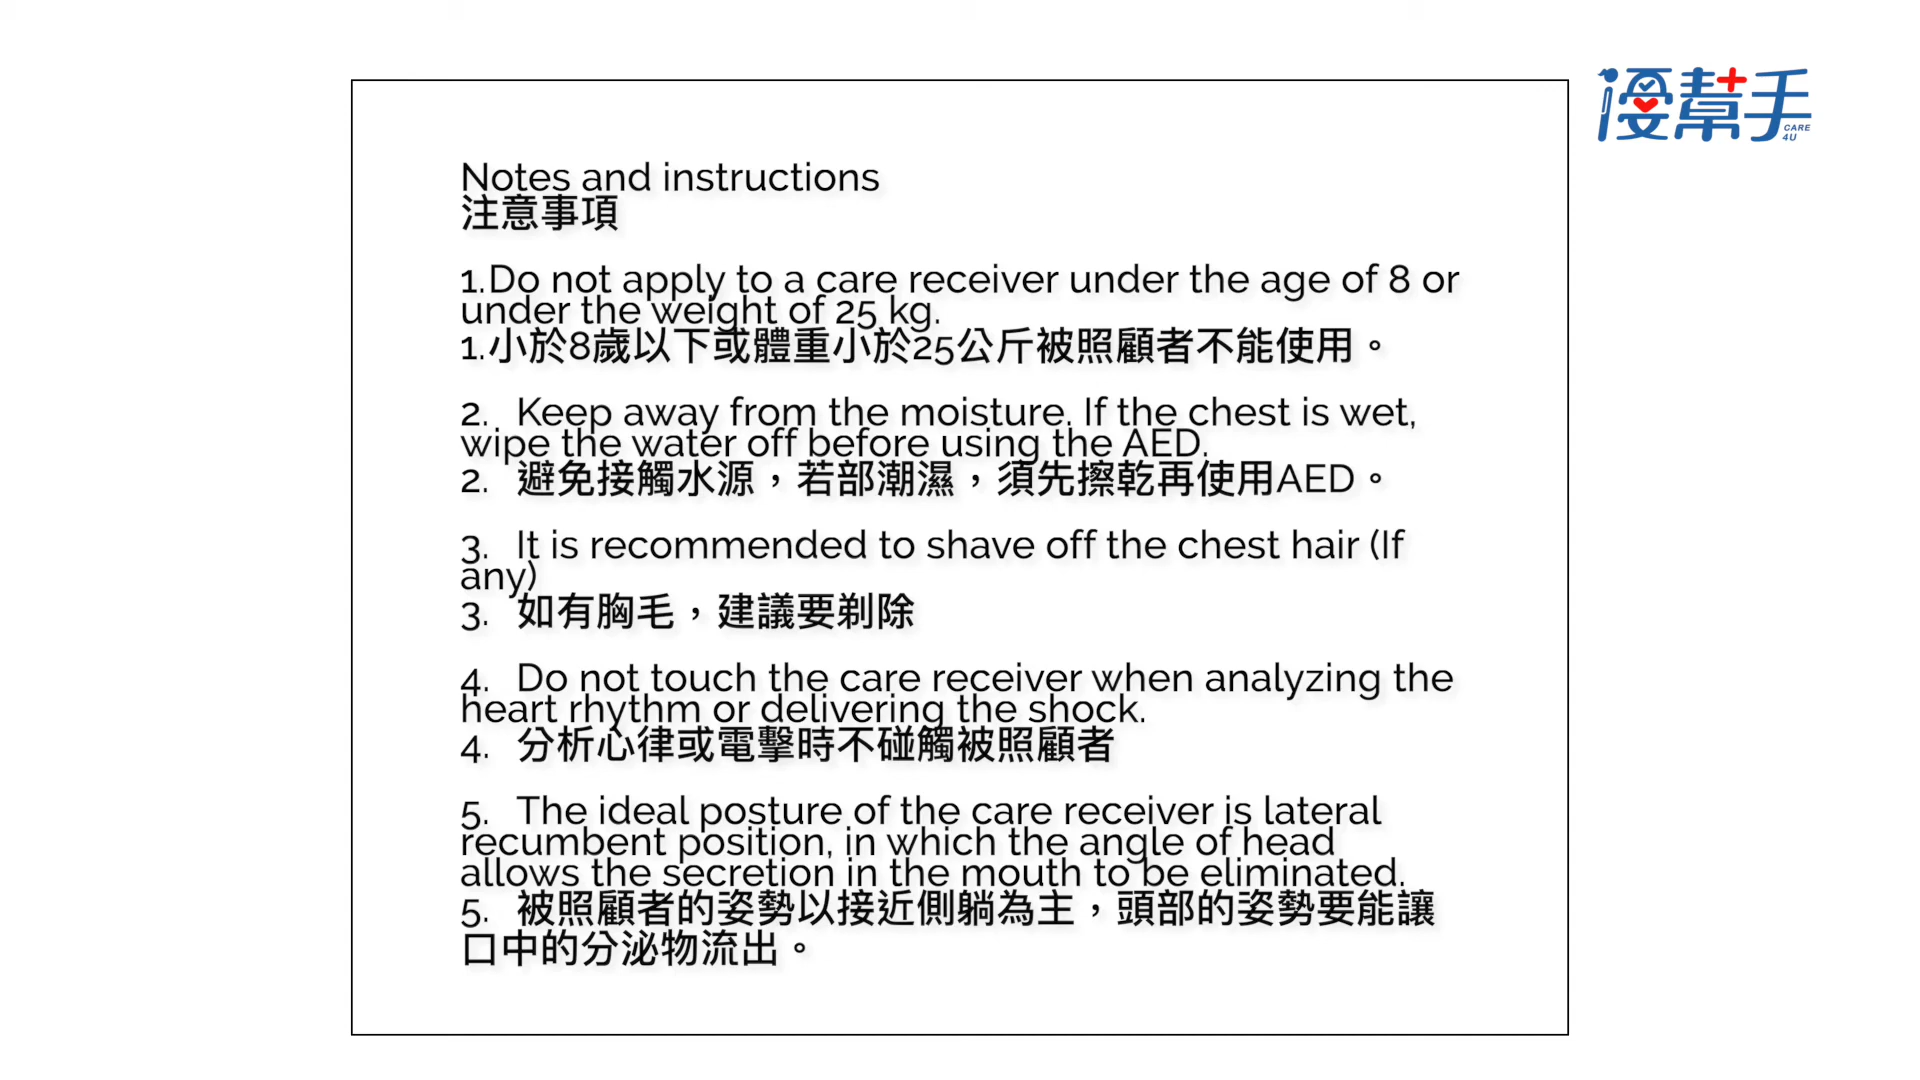 優幫手
CARE
4U
Notes and instructions
注意事項
1.Do not apply to a care receiver under the age of 8 or
under the weight of 25 kg.
1.小於8歲以下或體重小於25公斤被照顧者不能使用。
2. Keep away from the moisture. If the chest is wet,
wipe the water off before using the AED.
2. 避免接觸水源，若部潮濕，須先擦乾再使用AED。
3. It is recommended to shave off the chest hair (If
any)
3. 如有胸毛，建議要剃除
4. Do not touch the care receiver when analyzing the
heart rhythm or delivering the shock.
4. 分析心律或電擊時不碰觸被照顧者
5. The ideal posture of the care receiver is lateral
recumbent position, in which the angle of head
allows the secretion in the mouth to be eliminated.
5. 被照顧者的姿勢以接近側躺為主，頭部的姿勢要能讓
口中的分泌物流出。